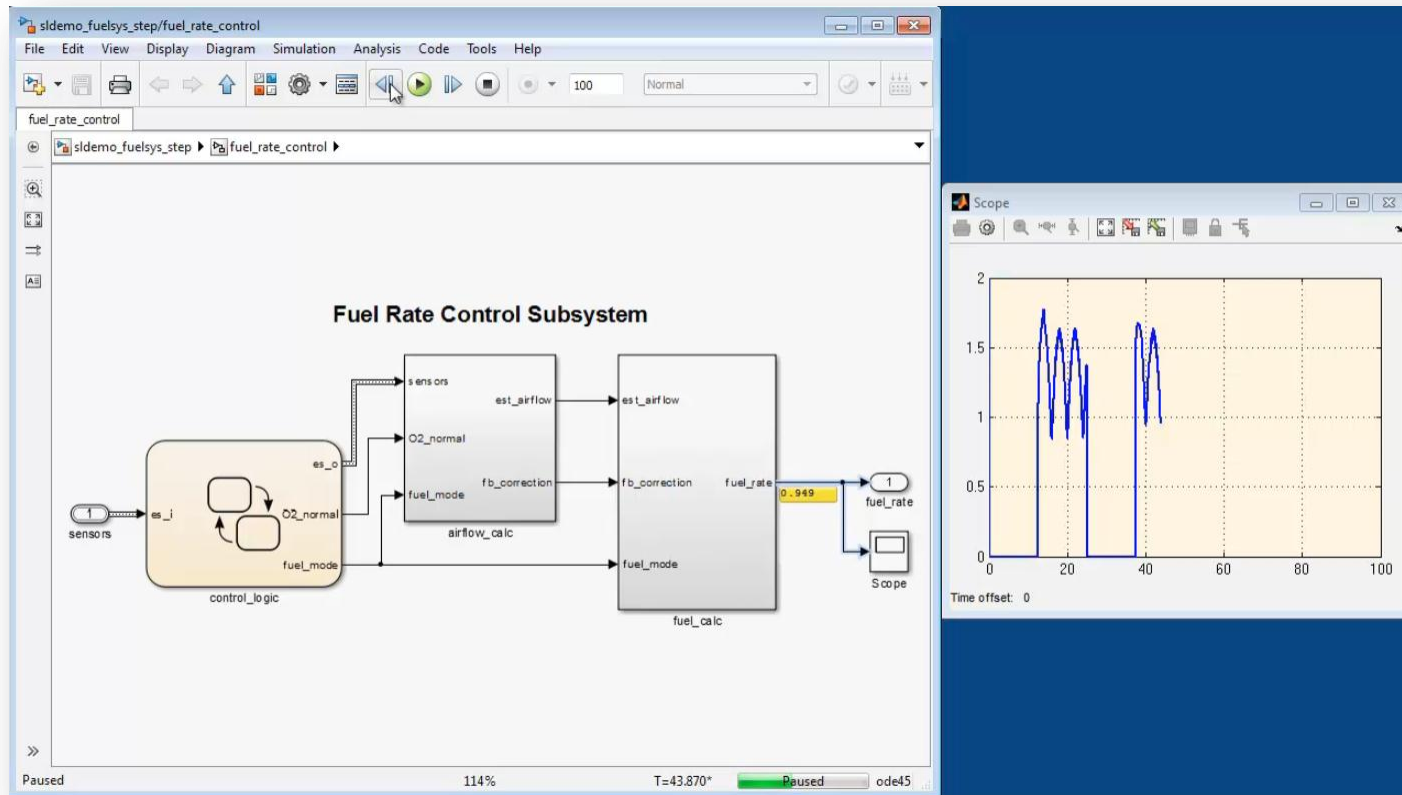 sldemo_fuelsys_step/fuel_rate_control
File Edit View Display Diagram Simulation Analysis Code Tools Help
100
Normal
fuel_rate_control
sldemo_fuelsys_step
fuel_rate_control
Fuel Rate Control Subsystem
1
sensors
es_i
es_o
O2_normal
fuel_mode
control_logic
sensors
O2_normal
fuel_mode
est_airflow
fb_correction
airflow_calc
est_airflow
fb_correction
fuel_mode
fuel_rate
fuel_calc
0.949
1
fuel_rate
Scope
Paused
114%
T=43.870*
Paused
ode45
Scope
2
1.5
1
0.5
0
0 20 40 60 80 100
Time offset: 0